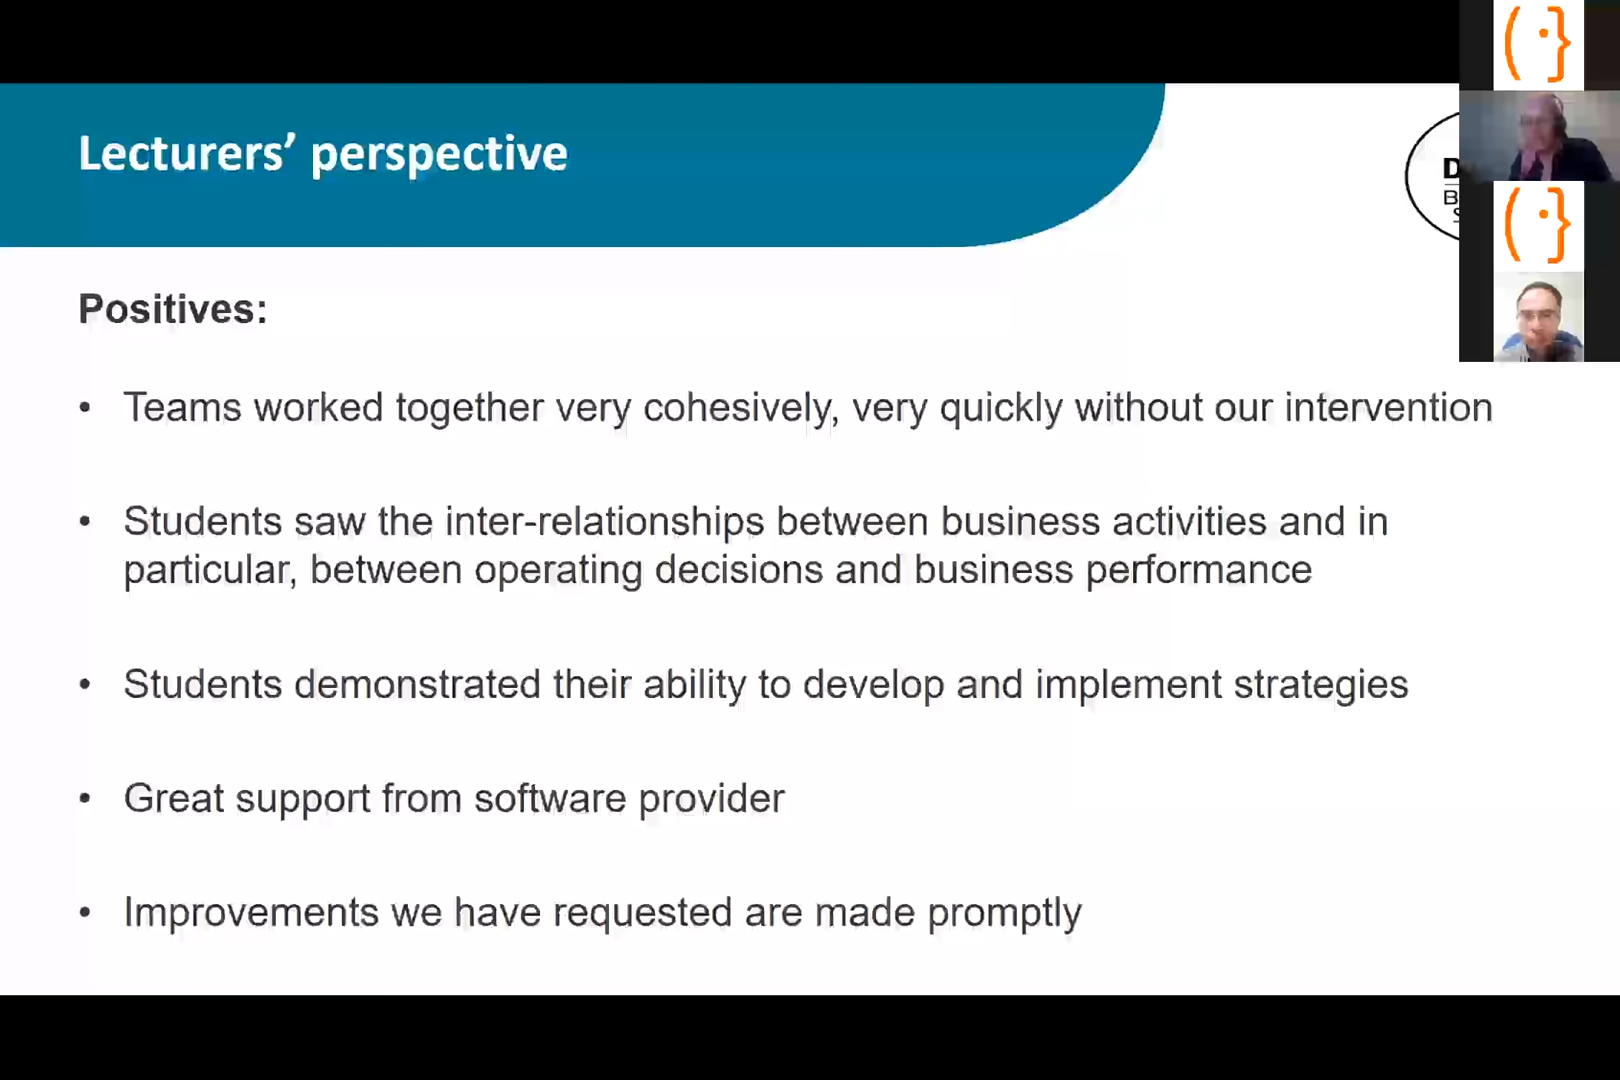 Lecturers’ perspective
Positives:
• Teams worked together very cohesively, very quickly without our intervention
• Students saw the inter-relationships between business activities and in
particular, between operating decisions and business performance
• Students demonstrated their ability to develop and implement strategies
• Great support from software provider
• Improvements we have requested are made promptly